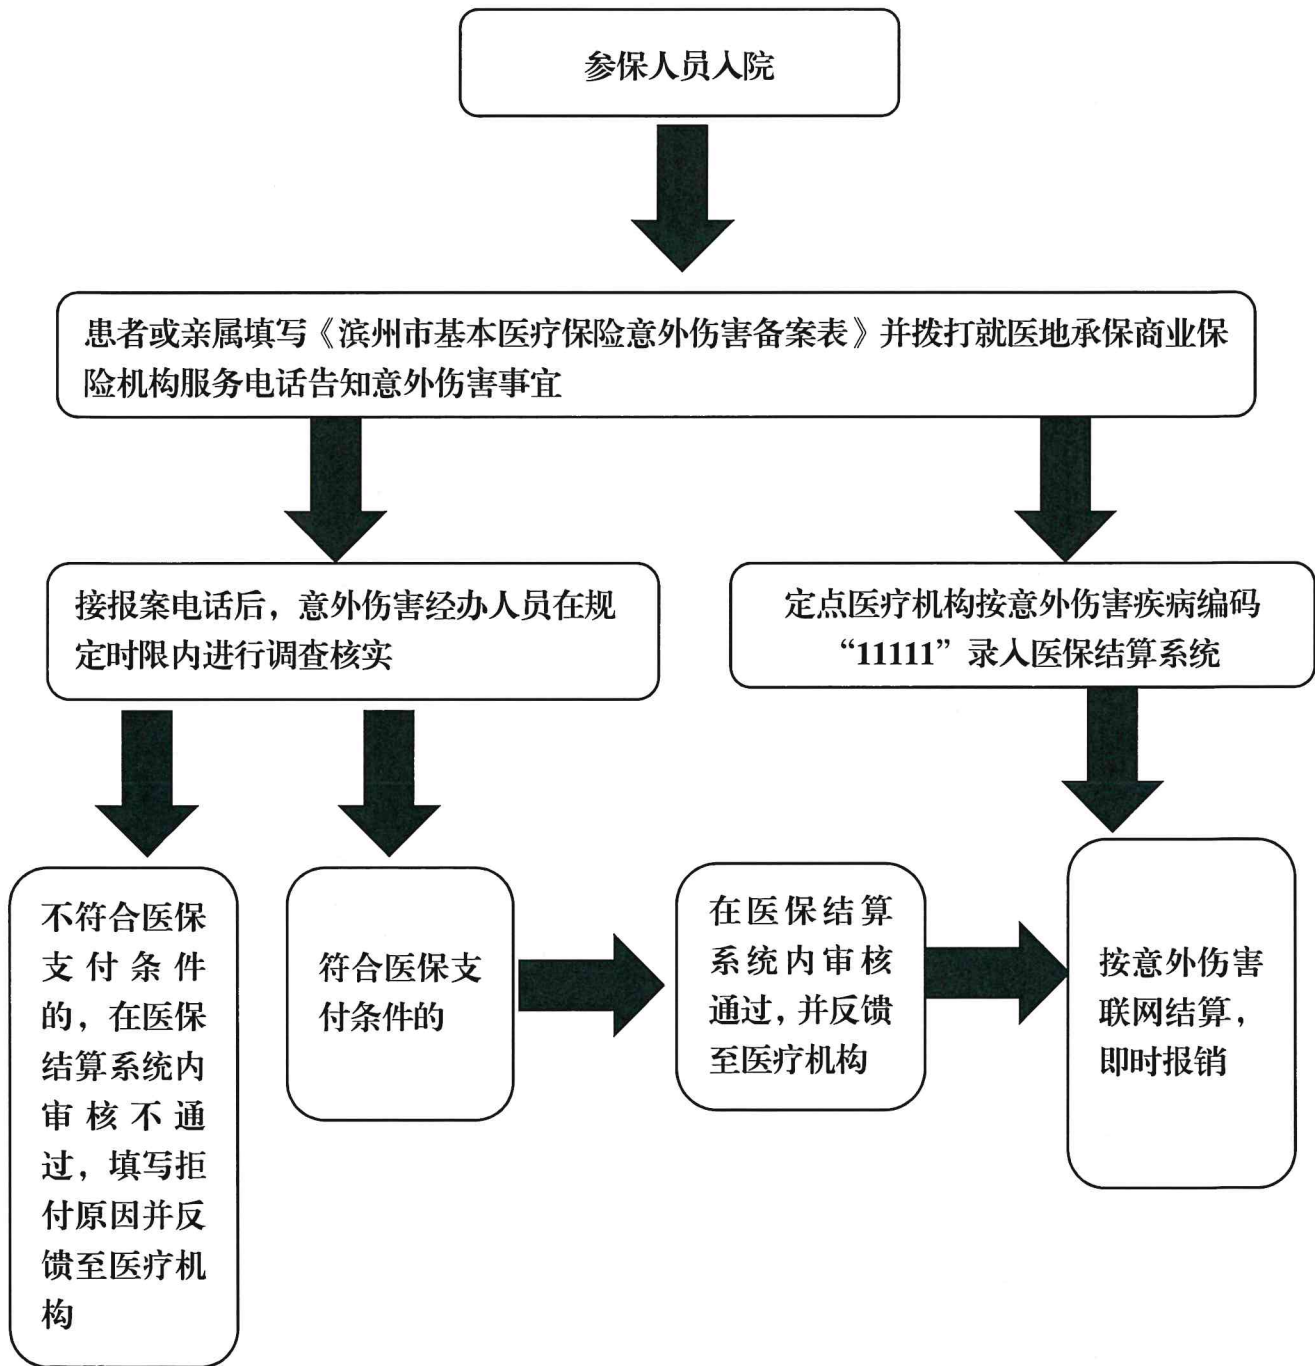 参保人员入院
患者或亲属填写《滨州市基本医疗保险意外伤害备案表》并拨打就医地承保商业保
险机构服务电话告知意外伤害事宜
接报案电话后，意外伤害经办人员在规
定时限内进行调查核实
定点医疗机构按意外伤害疾病编码
“11111”录入医保结算系统
不符合医保
支付条件
的，在医保
结算系统内
审核不通
过，填写拒
付原因并反
馈至医疗机
构
符合医保支
付条件的
在医保结算
系统内审核
通过，并反馈
至医疗机构
按意外伤害
联网结算，
即时报销